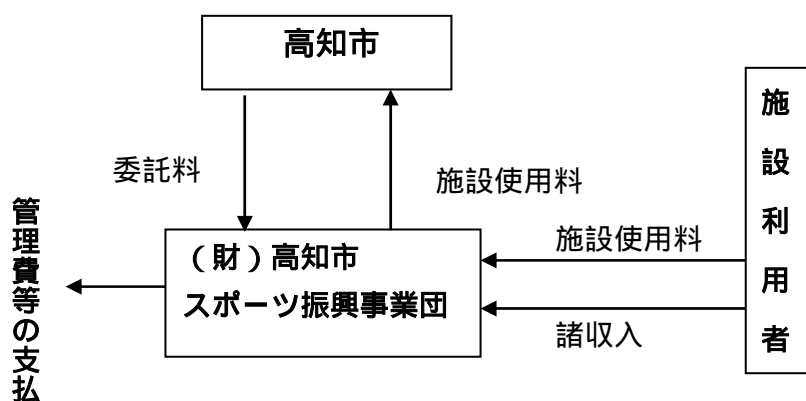 高知市
委託料
施設使用料
施設利用者
管理費等の支払
（財）高知市
スポーツ振興事業団
施設使用料
諸収入